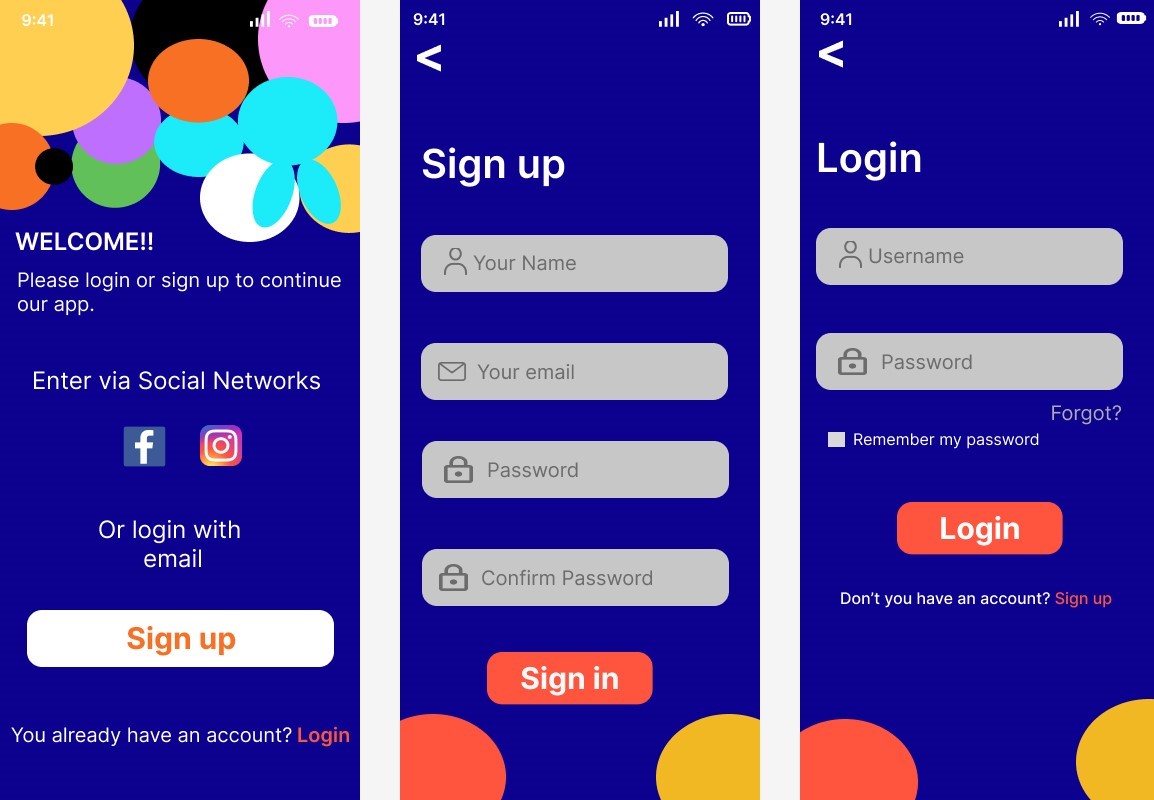 9:41
WELCOME!!
Please login or sign up to continue
our app.
Enter via Social Networks
Or login with
email
Sign up
You already have an account? Login
9:41
<
Sign up
Your Name
Your email
Password
Confirm Password
Sign in
9:41
<
Login
Username
Password
Forgot?
Remember my password
Login
Don’t you have an account? Sign up